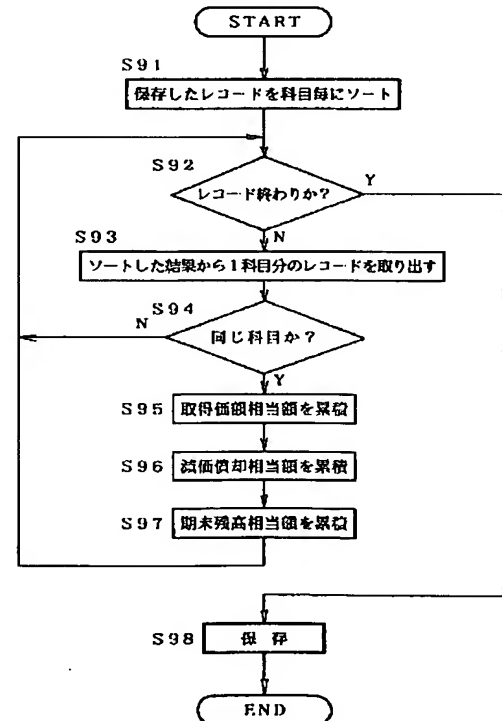 START
S91
保存したレコードを科目毎にソート
S92
レコード終わりか?
Y
N
S93
ソートした結果から1科目分のレコードを取り出す
S94
N
同じ科目か?
Y
S95 取得価額相当額を累積
S96 減価償却相当額を累積
S97 期末残高相当額を累積
S98 保存
END